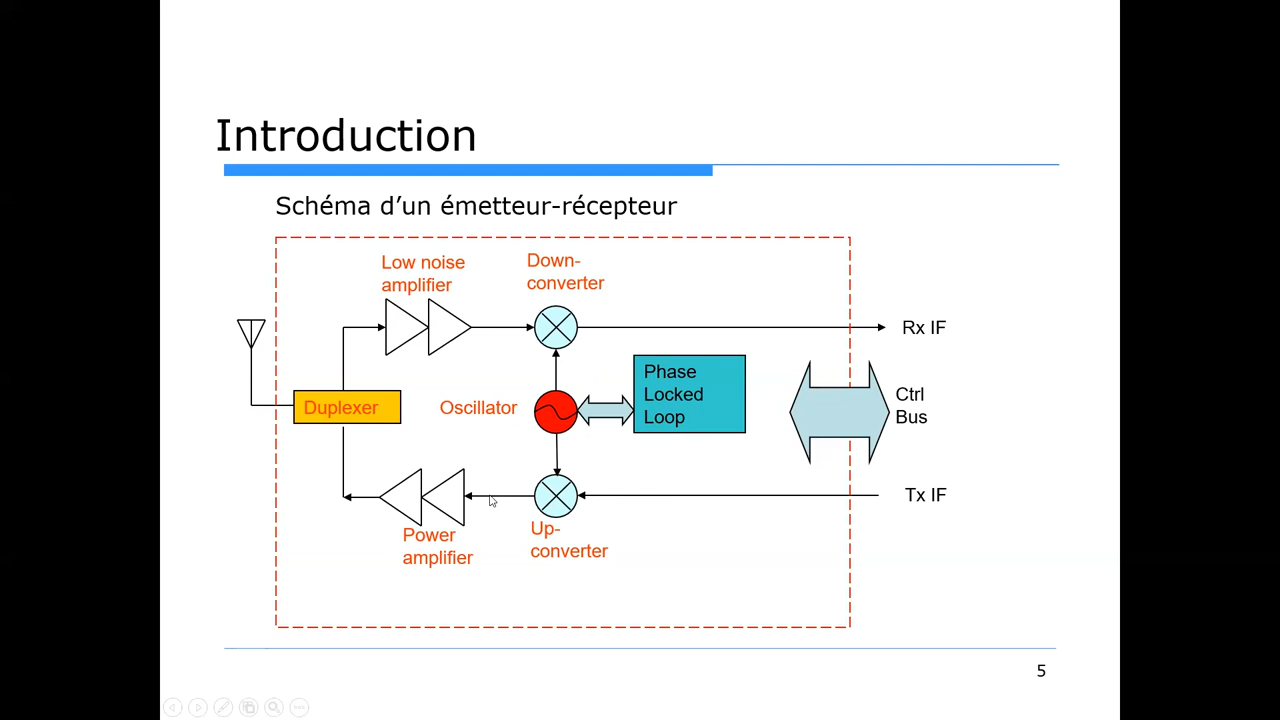 Introduction
Schéma d’un émetteur-récepteur
Low noise
amplifier
Down-
converter
Rx IF
Phase
Locked
Loop
Ctrl
Bus
Duplexer
Oscillator
Tx IF
Power
amplifier
Up-
converter
5